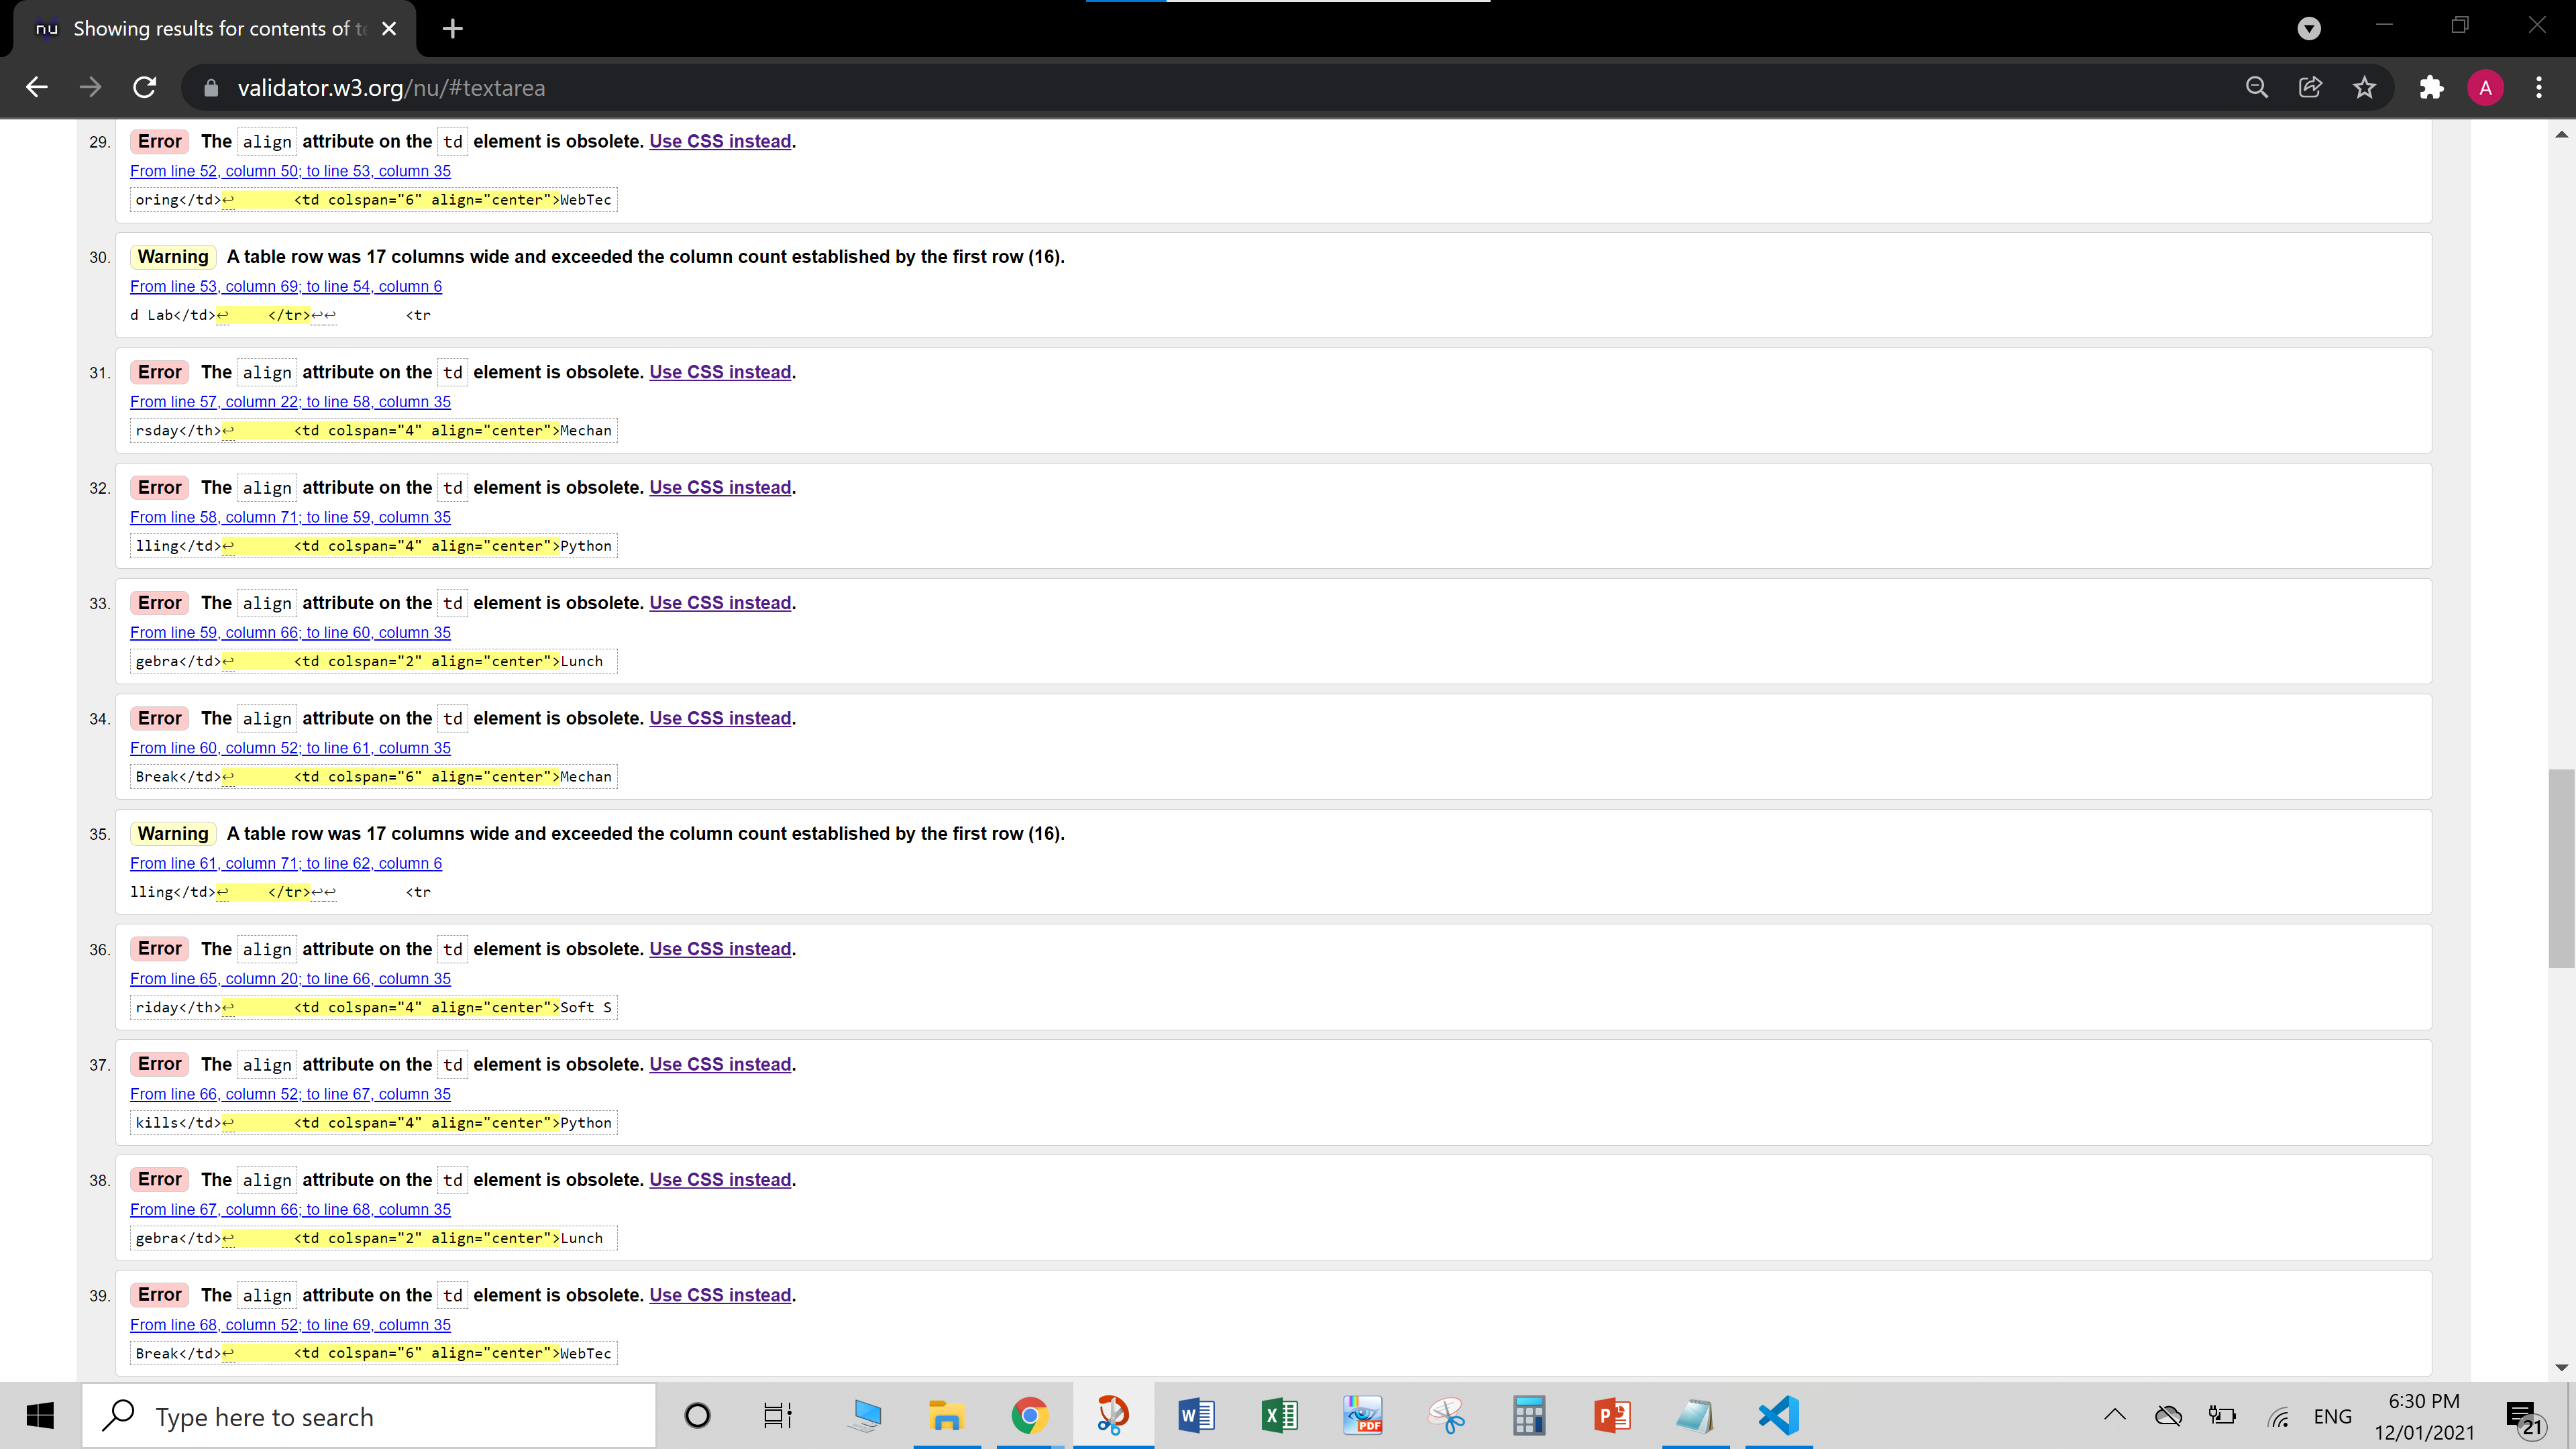 nu Showing results for contents of te
validator.w3.org/nu/#textarea
A
29. Error The align attribute on the td element is obsolete. Use CSS instead.
From line 52, column 50; to line 53, column 35
oring</td>↩ <td colspan="6" align="center">WebTec
30. Warning A table row was 17 columns wide and exceeded the column count established by the first row (16).
From line 53, column 69; to line 54, column 6
d Lab</td>↩ </tr>↩↩ <tr
31. Error The align attribute on the td element is obsolete. Use CSS instead.
From line 57, column 22; to line 58, column 35
rsday</th>↩ <td colspan="4" align="center">Mechan
32. Error The align attribute on the td element is obsolete. Use CSS instead.
From line 58, column 71; to line 59, column 35
lling</td>↩ <td colspan="4" align="center">Python
33. Error The align attribute on the td element is obsolete. Use CSS instead.
From line 59, column 66; to line 60, column 35
gebra</td>↩ <td colspan="2" align="center">Lunch
34. Error The align attribute on the td element is obsolete. Use CSS instead.
From line 60, column 52; to line 61, column 35
Break</td>↩ <td colspan="6" align="center">Mechan
35. Warning A table row was 17 columns wide and exceeded the column count established by the first row (16).
From line 61, column 71; to line 62, column 6
lling</td>↩ </tr>↩↩ <tr
36. Error The align attribute on the td element is obsolete. Use CSS instead.
From line 65, column 20; to line 66, column 35
riday</th>↩ <td colspan="4" align="center">Soft S
37. Error The align attribute on the td element is obsolete. Use CSS instead.
From line 66, column 52; to line 67, column 35
kills</td>↩ <td colspan="4" align="center">Python
38. Error The align attribute on the td element is obsolete. Use CSS instead.
From line 67, column 66; to line 68, column 35
gebra</td>↩ <td colspan="2" align="center">Lunch
39. Error The align attribute on the td element is obsolete. Use CSS instead.
From line 68, column 52; to line 69, column 35
Break</td>↩ <td colspan="6" align="center">WebTec
Type here to search
W
X
PDF
P
ENG
6:30 PM
12/01/2021
21